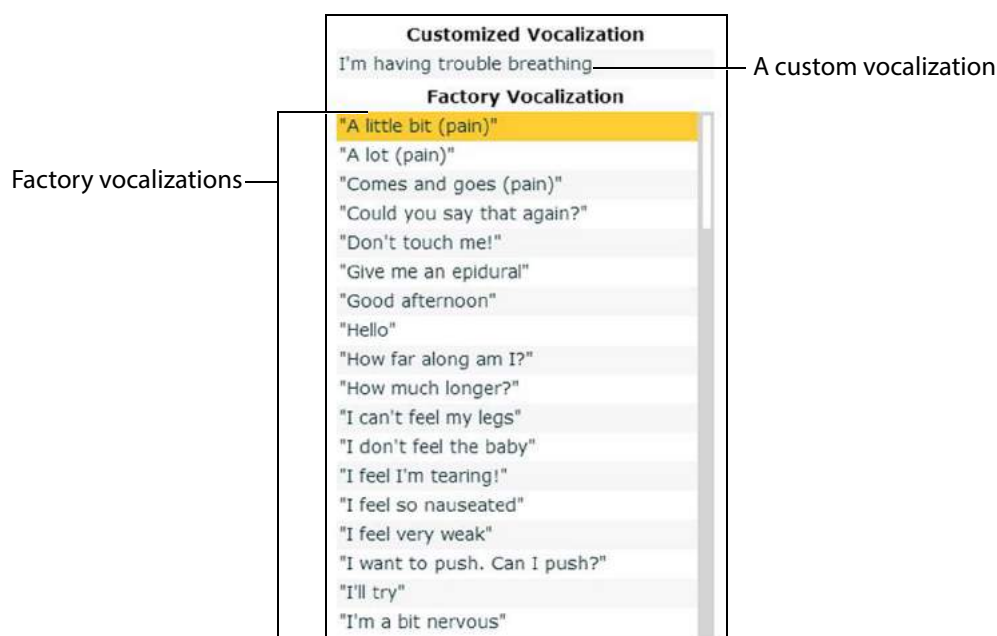 Customized Vocalization
I'm having trouble breathing
A custom vocalization
Factory Vocalization
Factory vocalizations
"A little bit (pain)"
"A lot (pain)"
"Comes and goes (pain)"
"Could you say that again?"
"Don't touch me!"
"Give me an epidural"
"Good afternoon"
"Hello"
"How far along am I?"
"How much longer?"
"I can't feel my legs"
"I don't feel the baby"
"I feel I'm tearing!"
"I feel so nauseated"
"I feel very weak"
"I want to push. Can I push?"
"I'll try"
"I'm a bit nervous"